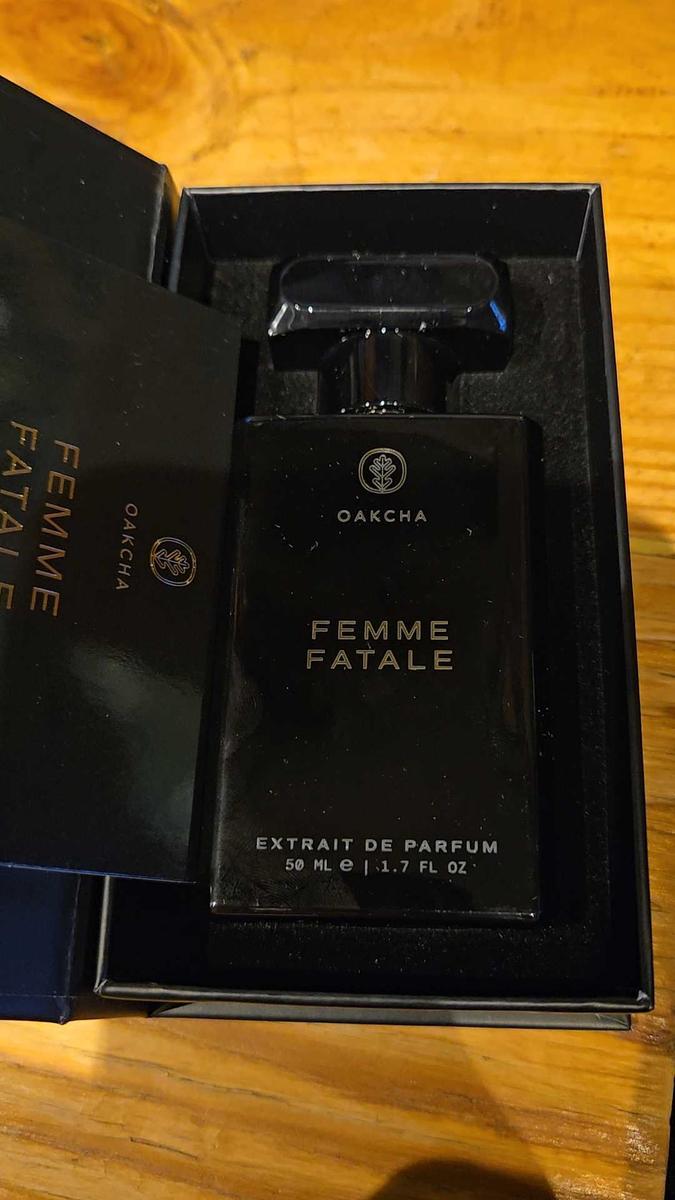 OAKCHA
FEMME
FATALE
EXTRAIT DE PARFUM
50 ML ℮ | 1.7 FL OZ
OAKCHA
FEMME
FATALE